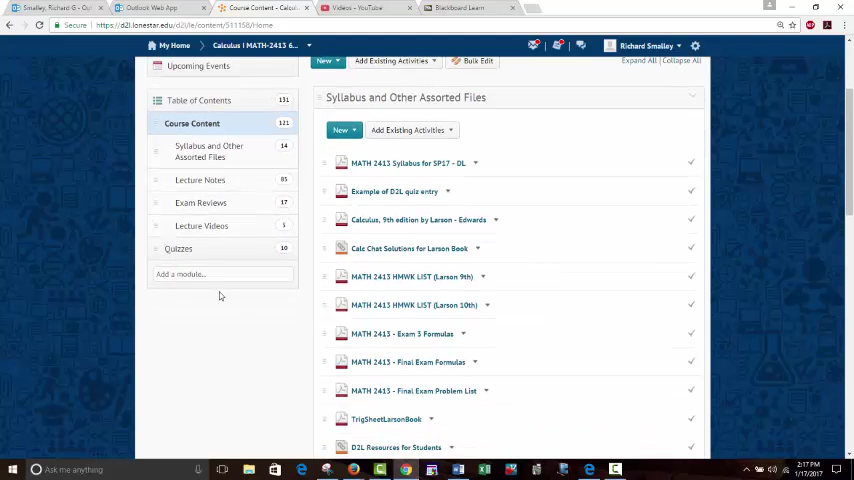 Smalley, Richard G - Out
Outlook Web App
Course Content - Calculu
Videos - YouTube
Blackboard Learn
Secure
https://d2l.lonestar.edu/d2l/le/content/511158/Home
My Home
Calculus I MATH-2413 6...
Richard Smalley
Upcoming Events
New
Add Existing Activities
Bulk Edit
Expand All | Collapse All
Table of Contents 131
Course Content 121
Syllabus and Other
Assorted Files 14
Lecture Notes 85
Exam Reviews 17
Lecture Videos 5
Quizzes 10
Add a module...
Syllabus and Other Assorted Files
New
Add Existing Activities
MATH 2413 Syllabus for SP17 - DL
Example of D2L quiz entry
Calculus, 9th edition by Larson - Edwards
Calc Chat Solutions for Larson Book
MATH 2413 HMWK LIST (Larson 9th)
MATH 2413 HMWK LIST (Larson 10th)
MATH 2413 - Exam 3 Formulas
MATH 2413 - Final Exam Formulas
MATH 2413 - Final Exam Problem List
TrigSheetLarsonBook
D2L Resources for Students
Ask me anything
2:17 PM
1/17/2017